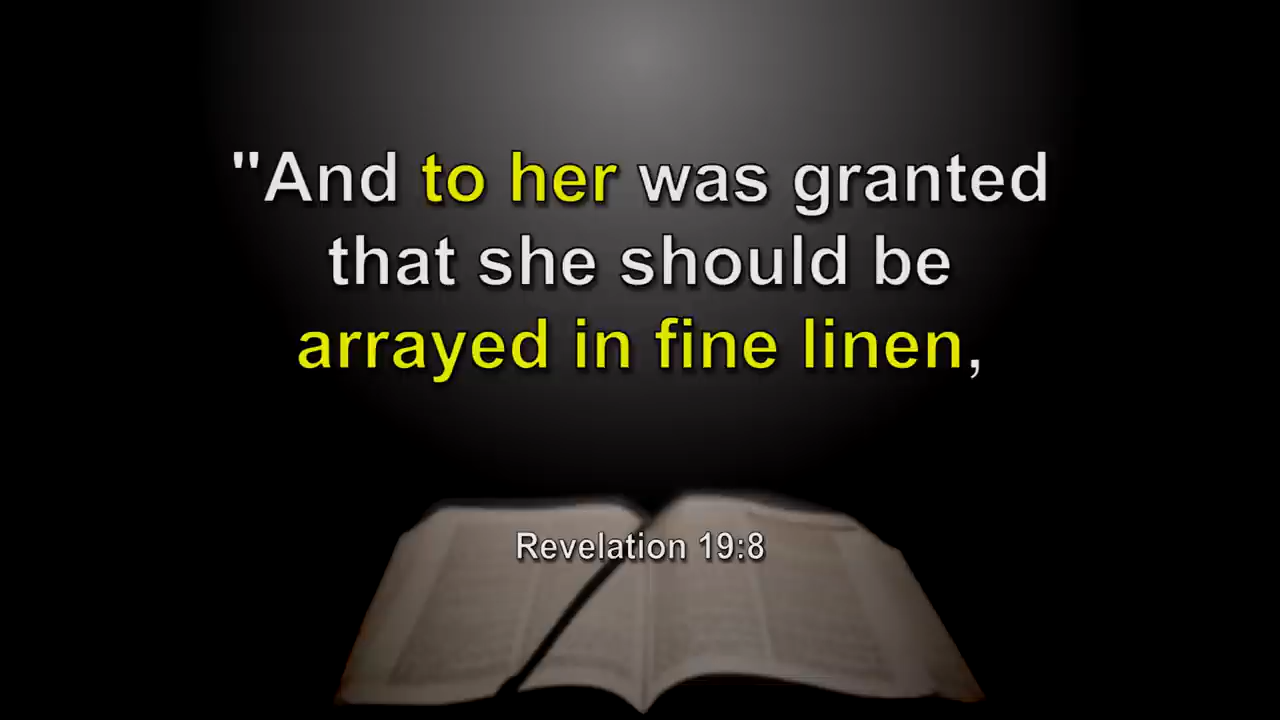 "And to her was granted
that she should be
arrayed in fine linen,
Revelation 19:8